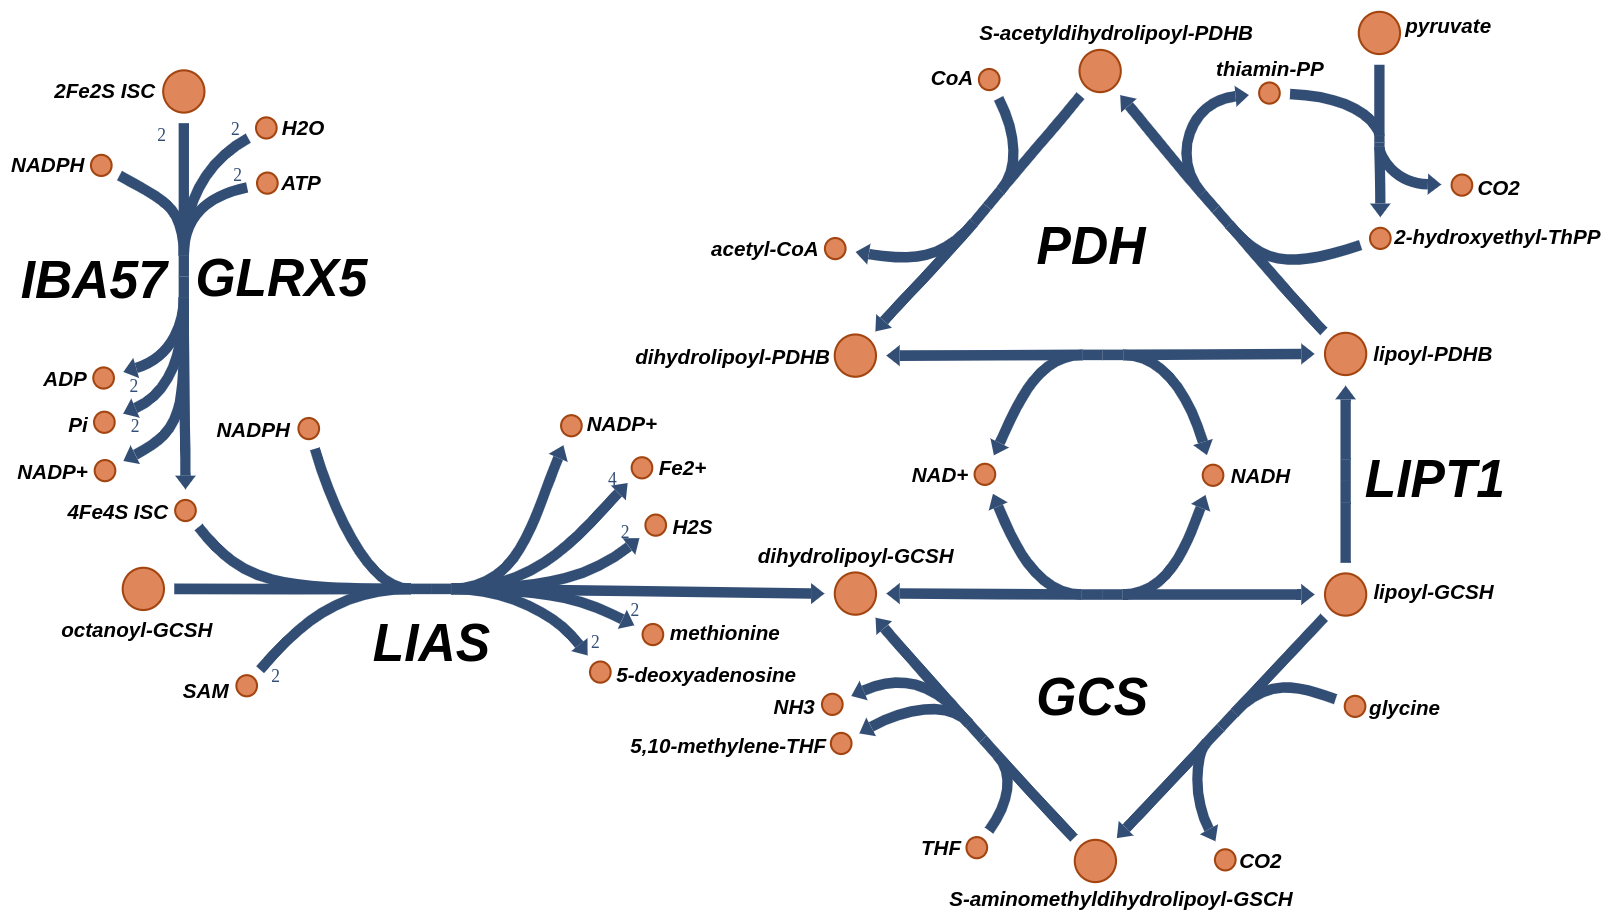 S-acetyldihydrolipoyl-PDHB
pyruvate
CoA
thiamin-PP
2Fe2S ISC
2
2
H2O
NADPH
2
ATP
CO2
acetyl-CoA
PDH
2-hydroxyethyl-ThPP
IBA57
GLRX5
dihydrolipoyl-PDHB
lipoyl-PDHB
ADP
2
Pi
2
NADP+
NADPH
NADP+
4
Fe2+
NAD+
NADH
LIPT1
4Fe4S ISC
2
H2S
dihydrolipoyl-GCSH
lipoyl-GCSH
octanoyl-GCSH
LIAS
2
methionine
2
5-deoxyadenosine
SAM
2
NH3
GCS
glycine
5,10-methylene-THF
THF
CO2
S-aminomethyldihydrolipoyl-GSCH